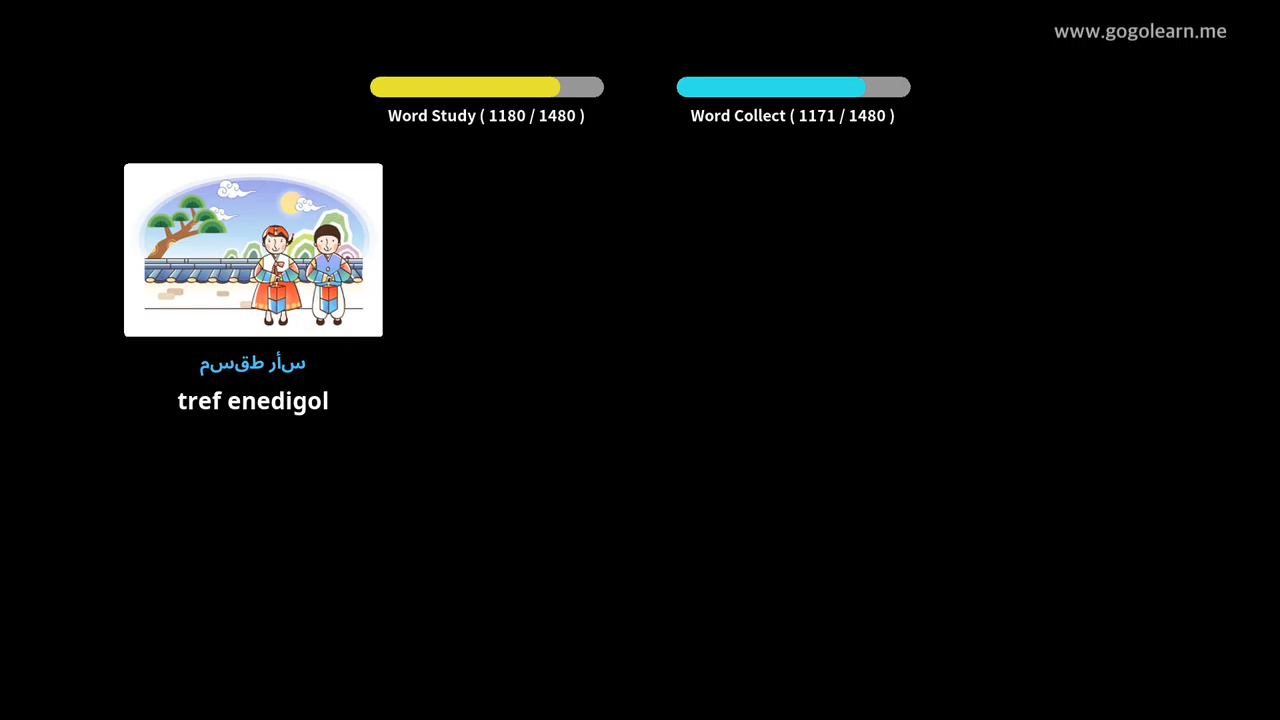 www.gogolearn.me
Word Study ( 1180 / 1480 )
Word Collect ( 1171 / 1480 )
سأر طقسم
tref enedigol